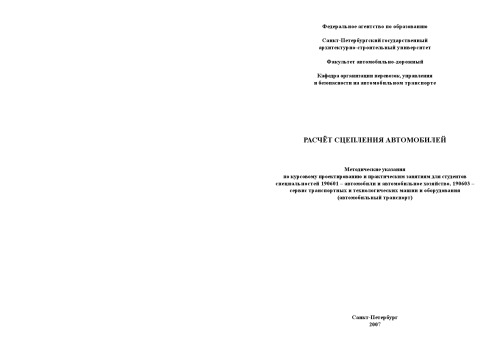 Федеральное агентство по образованию
Санкт-Петербургский государственный
архитектурно-строительный университет
Факультет автомобильно-дорожный
Кафедра организации перевозок, управления
и безопасности на автомобильном транспорте
РАСЧЁТ СЦЕПЛЕНИЯ АВТОМОБИЛЕЙ
Методические указания
по курсовому проектированию и практическим занятиям для студентов
специальностей 190601 – автомобили и автомобильное хозяйство, 190603 –
сервис транспортных и технологических машин и оборудования
(автомобильный транспорт)
Санкт-Петербург
2007